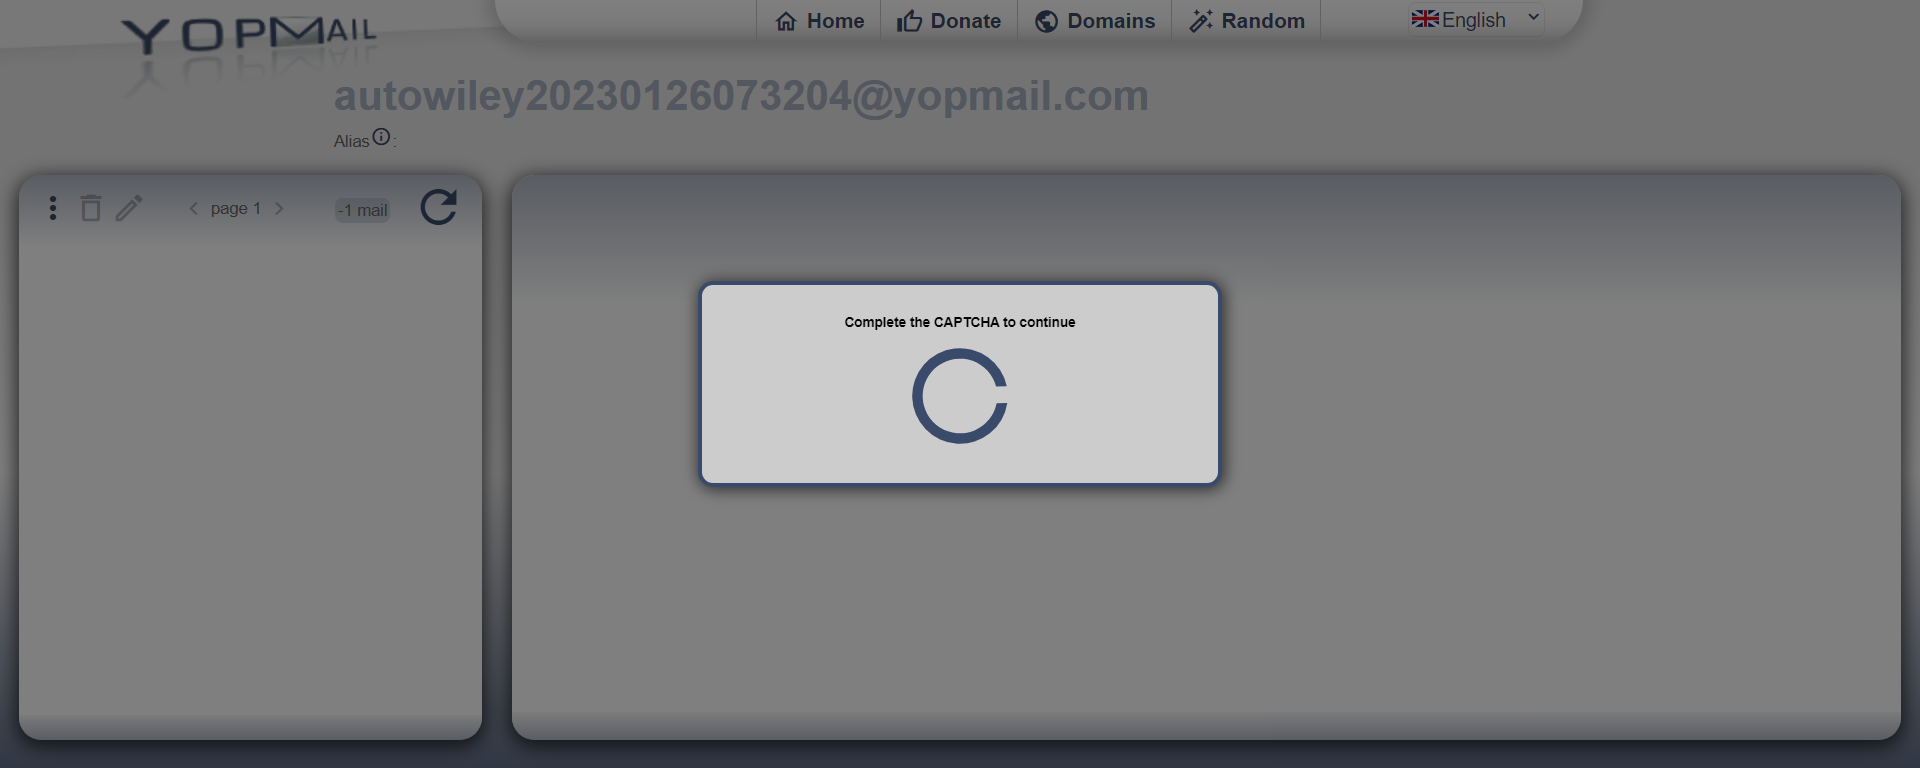 YOPMAIL
Home
Donate
Domains
Random
English
autowiley20230126073204@yopmail.com
Alias :
page 1
-1 mail
Complete the CAPTCHA to continue